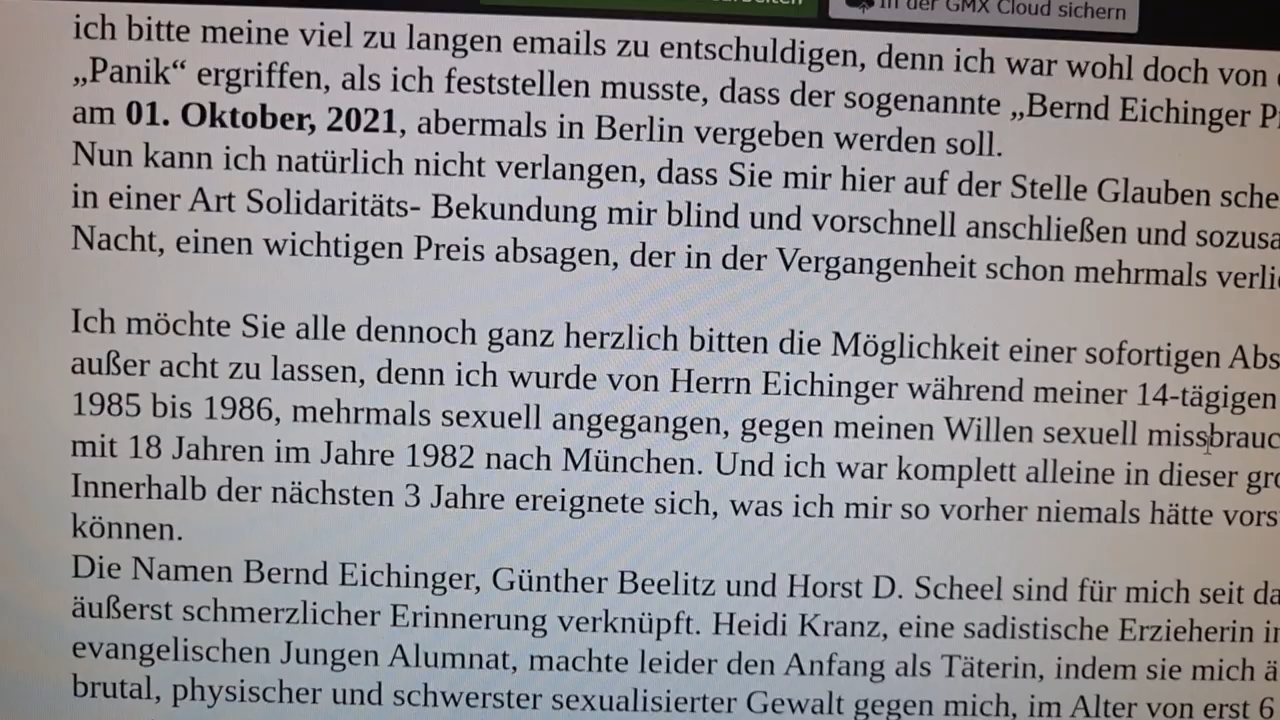 in der GMX Cloud sichern
ich bitte meine viel zu langen emails zu entschuldigen, denn ich war wohl doch von
„Panik“ ergriffen, als ich feststellen musste, dass der sogenannte „Bernd Eichinger
am 01. Oktober, 2021, abermals in Berlin vergeben werden soll.
Nun kann ich natürlich nicht verlangen, dass Sie mir hier auf der Stelle Glauben
in einer Art Solidaritäts- Bekundung mir blind und vorschnell anschließen und
Nacht, einen wichtigen Preis absagen, der in der Vergangenheit schon mehrmals
Ich möchte Sie alle dennoch ganz herzlich bitten die Möglichkeit einer sofortigen
außer acht zu lassen, denn ich wurde von Herrn Eichinger während meiner 14-tägigen
1985 bis 1986, mehrmals sexuell angegangen, gegen meinen Willen sexuell
mit 18 Jahren im Jahre 1982 nach München. Und ich war komplett alleine in dieser
Innerhalb der nächsten 3 Jahre ereignete sich, was ich mir so vorher niemals hätte
können.
Die Namen Bernd Eichinger, Günther Beelitz und Horst D. Scheel sind für mich seit
äußerst schmerzlicher Erinnerung verknüpft. Heidi Kranz, eine sadistische Erzieherin
evangelischen Jungen Alumnat, machte leider den Anfang als Täterin, indem sie mich
brutal, physischer und schwerster sexualisierter Gewalt gegen mich, im Alter von erst 6